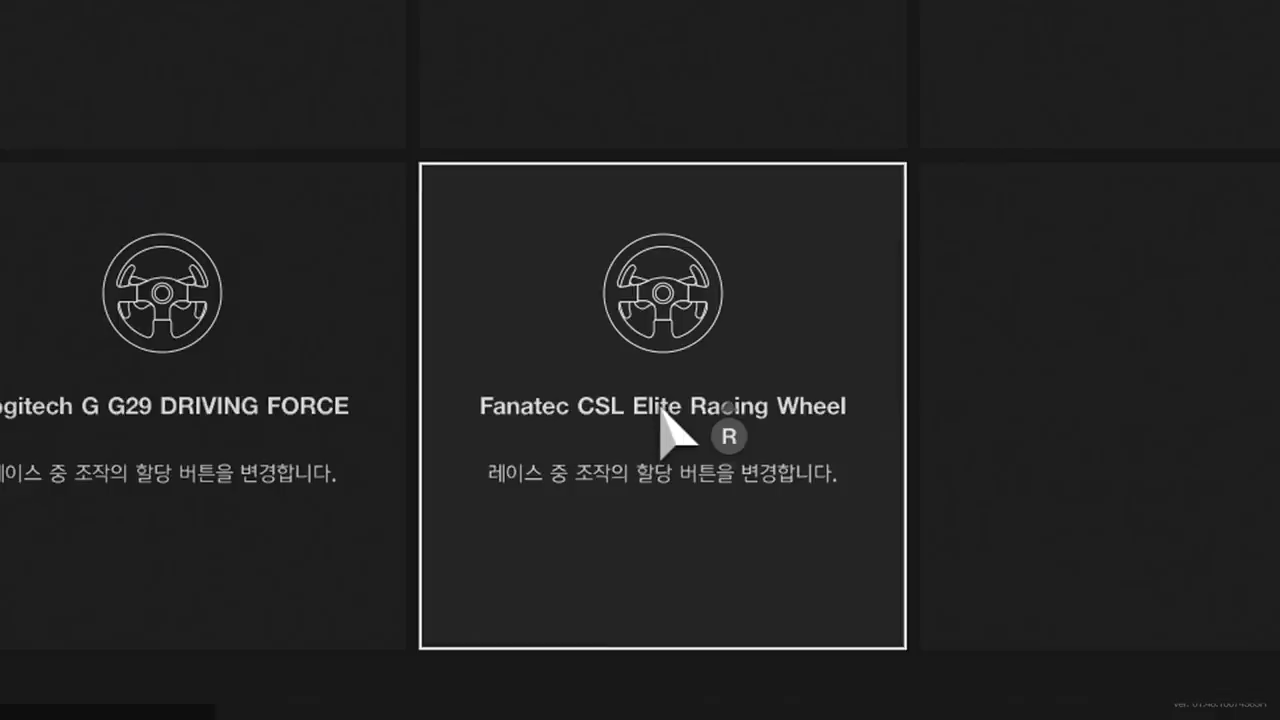 ogitech G G29 DRIVING FORCE
Fanatec CSL Elite Racing Wheel
R
이스 중 조작의 할당 버튼을 변경합니다.
레이스 중 조작의 할당 버튼을 변경합니다.